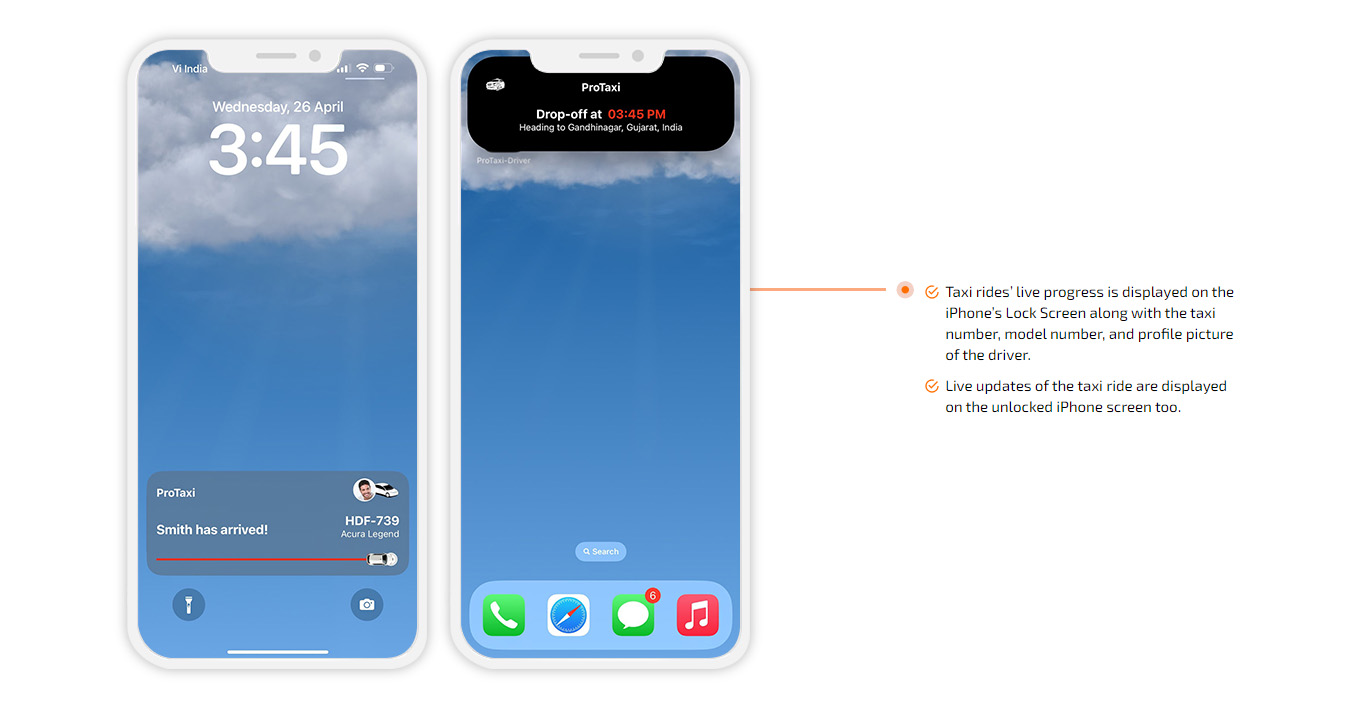 Vi India
Wednesday, 26 April
3:45
ProTaxi
Smith has arrived!
HDF-739
Acura Legend
ProTaxi
Drop-off at 03:45 PM
Heading to Gandhinagar, Gujarat, India
ProTaxi-Driver
Search
6
Taxi rides’ live progress is displayed on the
iPhone’s Lock Screen along with the taxi
number, model number, and profile picture
of the driver.
Live updates of the taxi ride are displayed
on the unlocked iPhone screen too.